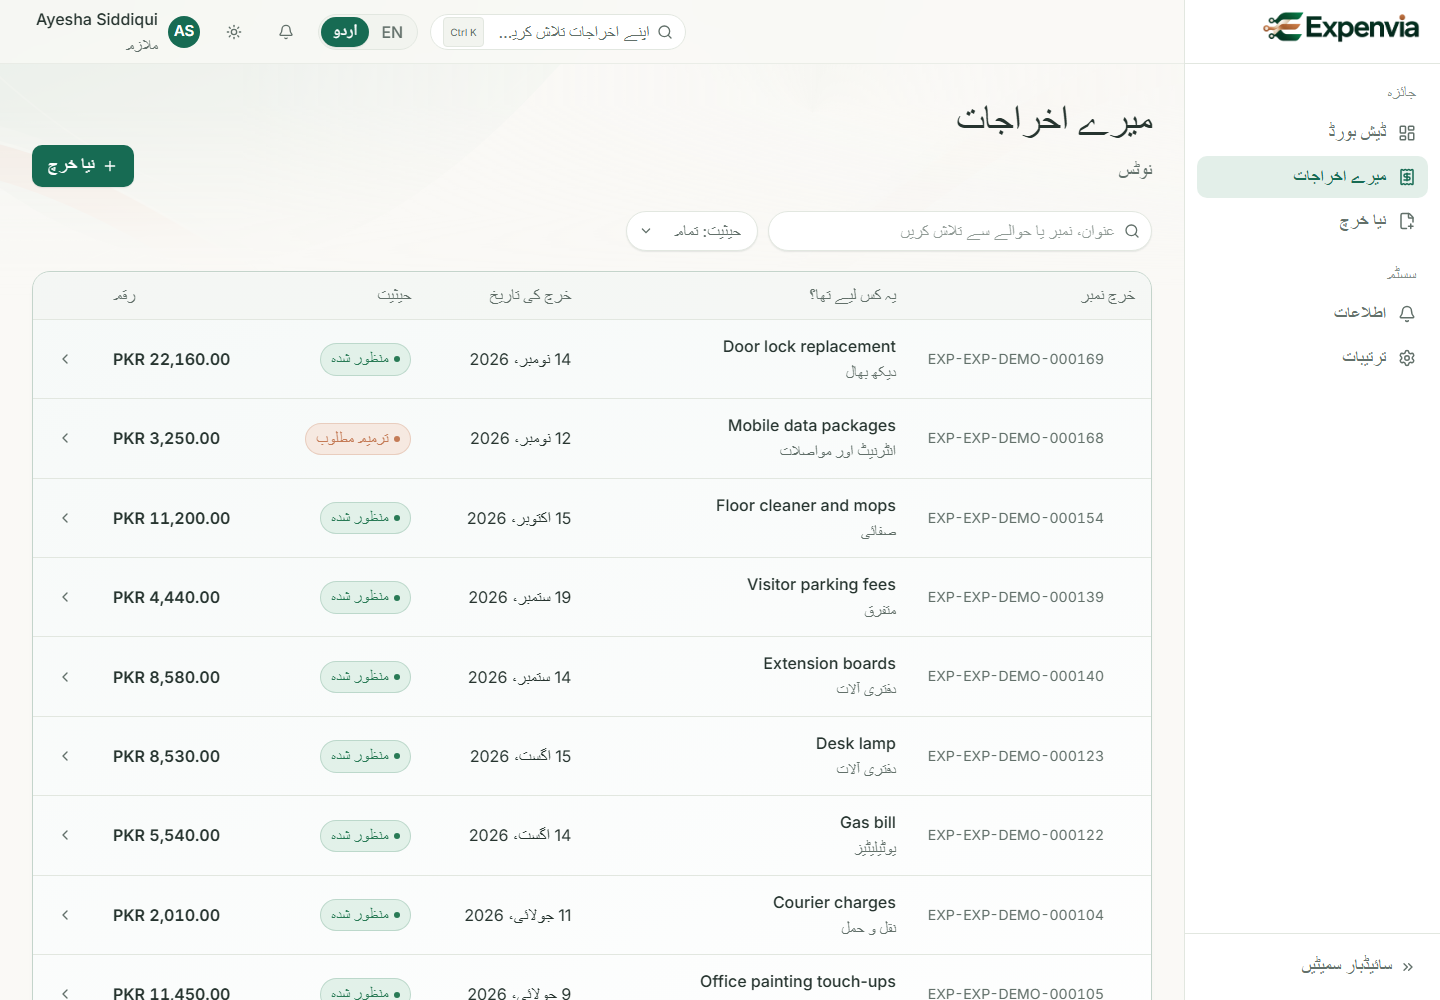 Expenvia
اپنے اخراجات تلاش کریں... Ctrl K
EN اردو
AS Ayesha Siddiqui
ملازم
جائزہ
ڈیش بورڈ
میرے اخراجات
نیا خرچ
سسٹم
اطلاعات
ترتیبات
سائیڈبار سمیٹیں
میرے اخراجات
نوٹس
+ نیا خرچ
عنوان، نمبر یا حوالے سے تلاش کریں
حیثیت: تمام
خرچ نمبر یہ کس لیے تھا؟ خرچ کی تاریخ حیثیت رقم
EXP-EXP-DEMO-000169 Door lock replacement 14 نومبر، 2026 منظور شدہ PKR 22,160.00
دیکھ بھال
EXP-EXP-DEMO-000168 Mobile data packages 12 نومبر، 2026 ترمیم مطلوب PKR 3,250.00
انٹرنیٹ اور مواصلات
EXP-EXP-DEMO-000154 Floor cleaner and mops 15 اکتوبر، 2026 منظور شدہ PKR 11,200.00
صفائی
EXP-EXP-DEMO-000139 Visitor parking fees 19 ستمبر، 2026 منظور شدہ PKR 4,440.00
متفرق
EXP-EXP-DEMO-000140 Extension boards 14 ستمبر، 2026 منظور شدہ PKR 8,580.00
دفتری آلات
EXP-EXP-DEMO-000123 Desk lamp 15 اگست، 2026 منظور شدہ PKR 8,530.00
دفتری آلات
EXP-EXP-DEMO-000122 Gas bill 14 اگست، 2026 منظور شدہ PKR 5,540.00
یوٹیلیٹیز
EXP-EXP-DEMO-000104 Courier charges 11 جولائی، 2026 منظور شدہ PKR 2,010.00
نقل و حمل
EXP-EXP-DEMO-000105 Office painting touch-ups 9 جولائی، 2026 منظور شدہ PKR 11,450.00